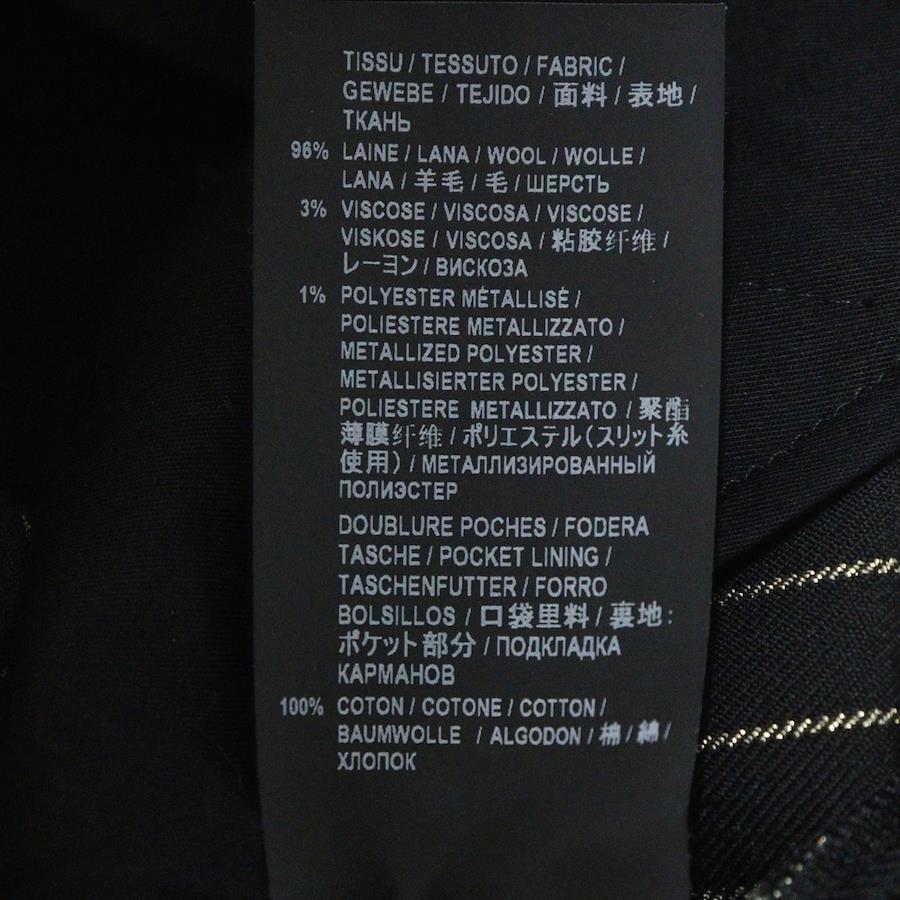 TISSU / TESSUTO / FABRIC /
GEWEBE / TEJIDO / 面料 / 表地 /
ТКАНЬ
96% LAINE / LANA / WOOL / WOLLE /
LANA / 羊毛 / 毛 / ШЕРСТЬ
3% VISCOSE / VISCOSA / VISCOSE /
VISKOSE / VISCOSA / 粘胶纤维 /
レーヨン / ВИСКОЗА
1% POLYESTER MÉTALLISÉ /
POLIESTERE METALLIZZATO /
METALLIZED POLYESTER /
METALLISIERTER POLYESTER /
POLIESTERE METALLIZZATO / 聚酯
薄膜纤维 / ポリエステル(スリット糸
使用) / МЕТАЛЛИЗИРОВАННЫЙ
ПОЛИЭСТЕР
DOUBLURE POCHES / FODERA
TASCHE / POCKET LINING /
TASCHENFUTTER / FORRO
BOLSILLOS / 口袋里料 / 裏地:
ポケット部分 / ПОДКЛАДКА
КАРМАНОВ
100% COTON / COTONE / COTTON /
BAUMWOLLE / ALGODON / 棉 / 綿 /
ХЛОПОК